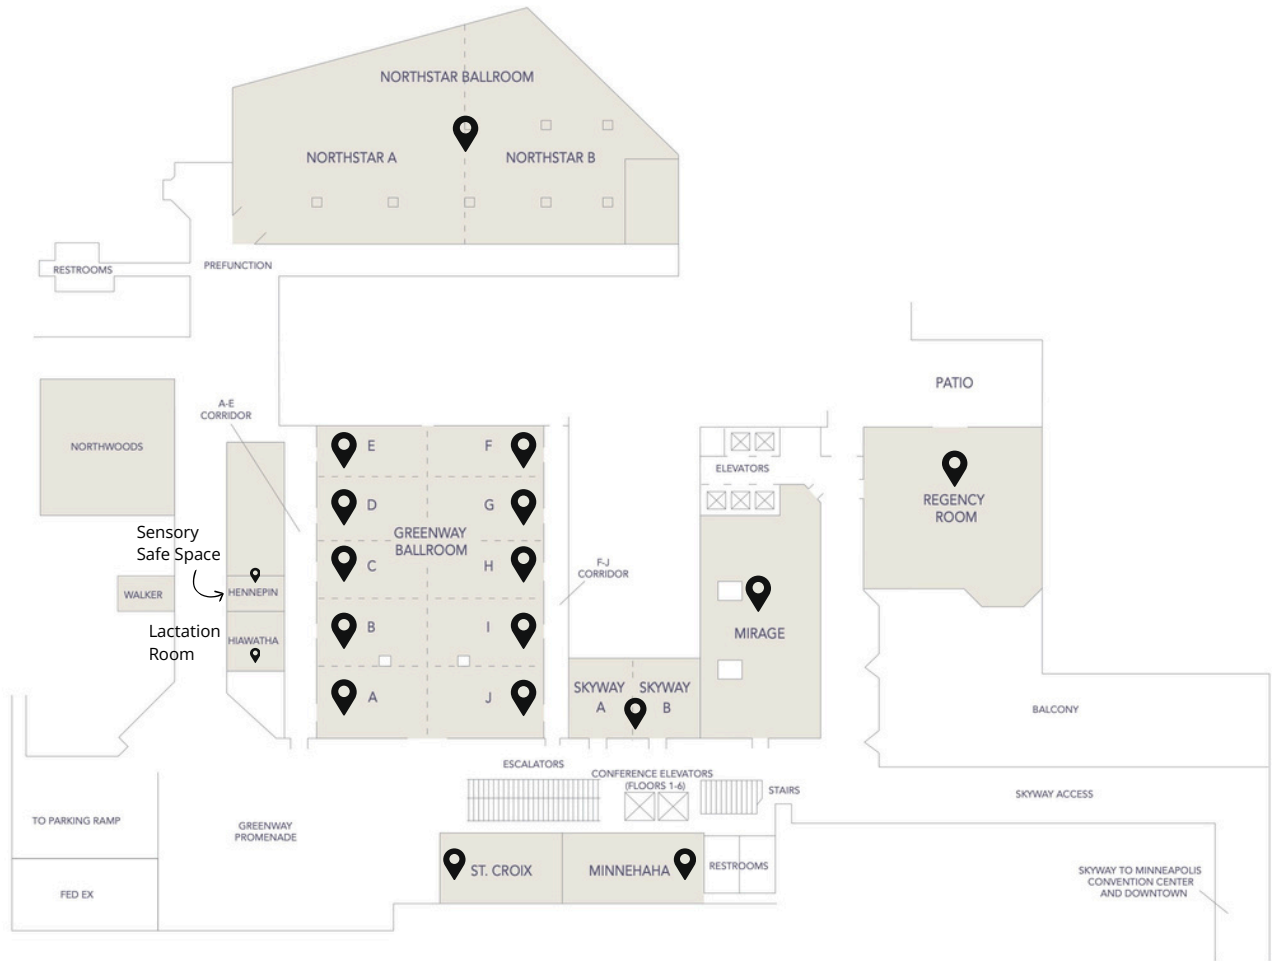 NORTHSTAR BALLROOM
NORTHSTAR A
NORTHSTAR B
RESTROOMS
PREFUNCTION
PATIO
A-E
CORRIDOR
NORTHWOODS
E
F
ELEVATORS
D
G
REGENCY
ROOM
GREENWAY
BALLROOM
Sensory
Safe Space
C
H
F-J
CORRIDOR
WALKER
HENNEPIN
Lactation
Room
HIAWATHA
B
I
MIRAGE
A
J
SKYWAY
A
SKYWAY
B
BALCONY
ESCALATORS
CONFERENCE ELEVATORS
(FLOORS 1-6)
STAIRS
SKYWAY ACCESS
TO PARKING RAMP
GREENWAY
PROMENADE
ST. CROIX
MINNEHAHA
RESTROOMS
FED EX
SKYWAY TO MINNEAPOLIS
CONVENTION CENTER
AND DOWNTOWN